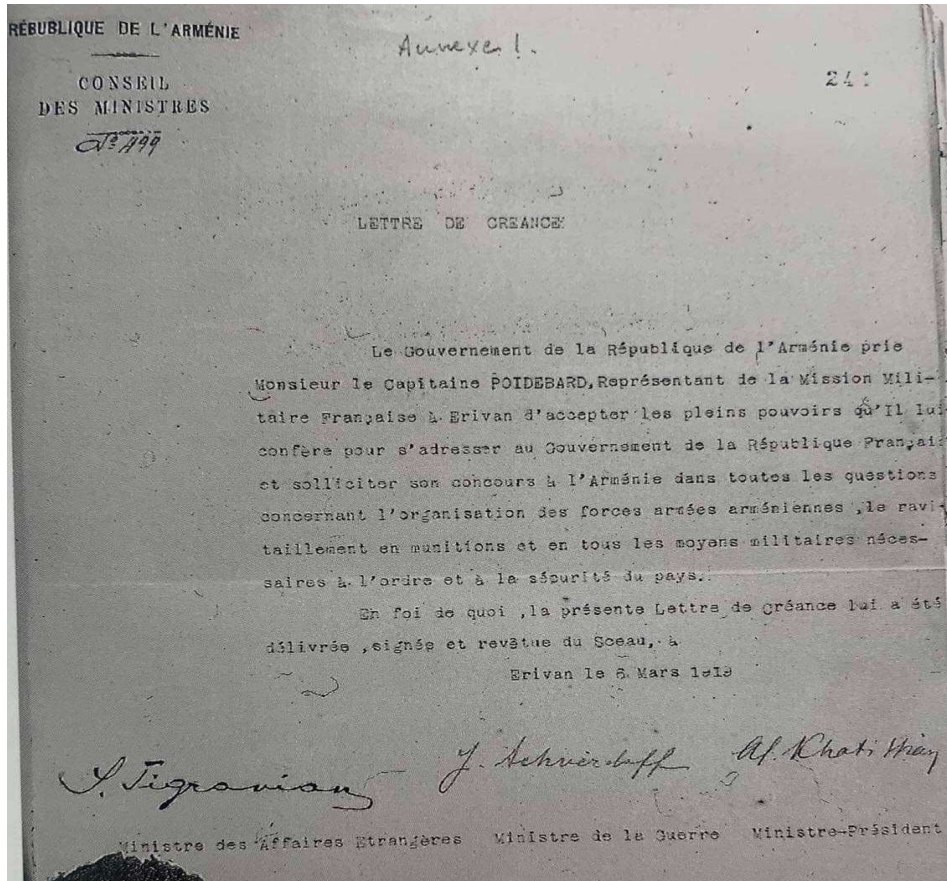 RÉBUBLIQUE DE L'ARMÉNIE
Annexe 1.
CONSEIL
DES MINISTRES
24
LETTRE DE CREANCE
Le Gouvernement de la République de l'Arménie prie
Monsieur le Capitaine POIDEBARD, Représentant de la Mission Mili-
taire Française à Erivan d'accepter les pleins pouvoirs qu'Il lui
confère pour s'adresser au Gouvernement de la République Françai
et solliciter son concours à l'Arménie dans toutes les questions
concernant l'organisation des forces armées arméniennes ,le ravi-
taillement en munitions et en tous les moyens militaires néces-
saires à l'ordre et à la sécurité du pays.
En foi de quoi ,la présente Lettre de Créance lui a été
délivrée ,signée et revêtue du Sceau, à
Erivan le 6 Mars 1919
S. Tigranian J. Achverdoff Al. Khatissian
Ministre des Affaires Etrangères Ministre de la Guerre Ministre-Président